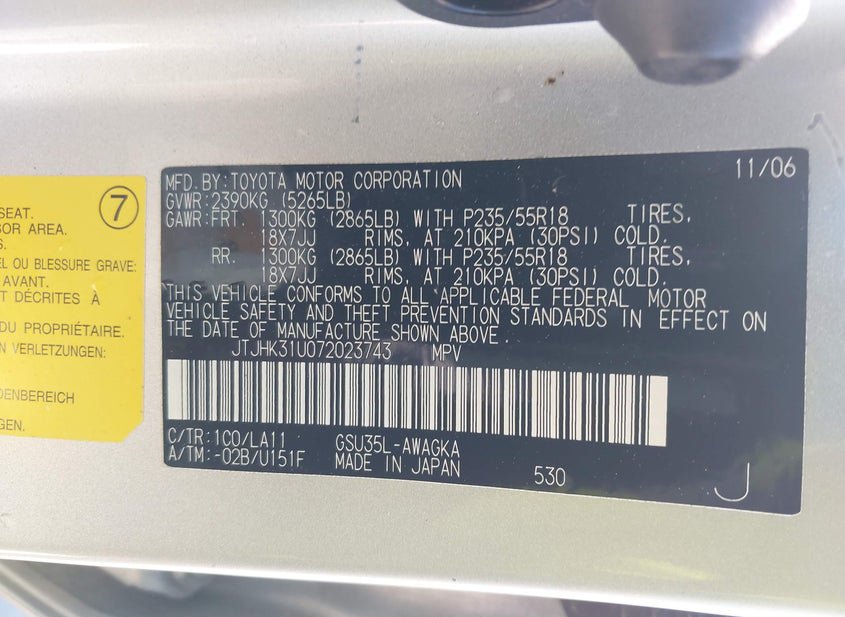 SEAT.
SOR AREA.
S.
EL OU BLESSURE GRAVE:
AVANT.
T DÉCRITES À
DU PROPRIÉTAIRE.
N VERLETZUNGEN:
DENBEREICH
NGEN.
7
11/06
MFD. BY: TOYOTA MOTOR CORPORATION
GVWR: 2390KG (5265LB)
GAWR: FRT. 1300KG (2865LB) WITH P235/55R18 TIRES,
18X7JJ RIMS, AT 210KPA (30PSI) COLD.
RR. 1300KG (2865LB) WITH P235/55R18 TIRES,
18X7JJ RIMS, AT 210KPA (30PSI) COLD.
THIS VEHICLE CONFORMS TO ALL APPLICABLE FEDERAL MOTOR
VEHICLE SAFETY AND THEFT PREVENTION STANDARDS IN EFFECT ON
THE DATE OF MANUFACTURE SHOWN ABOVE.
JTJHK31U072023743 MPV
C/TR: 1C0/LA11 GSU35L-AWAGKA
A/TM: -02B/U151F MADE IN JAPAN 530
J